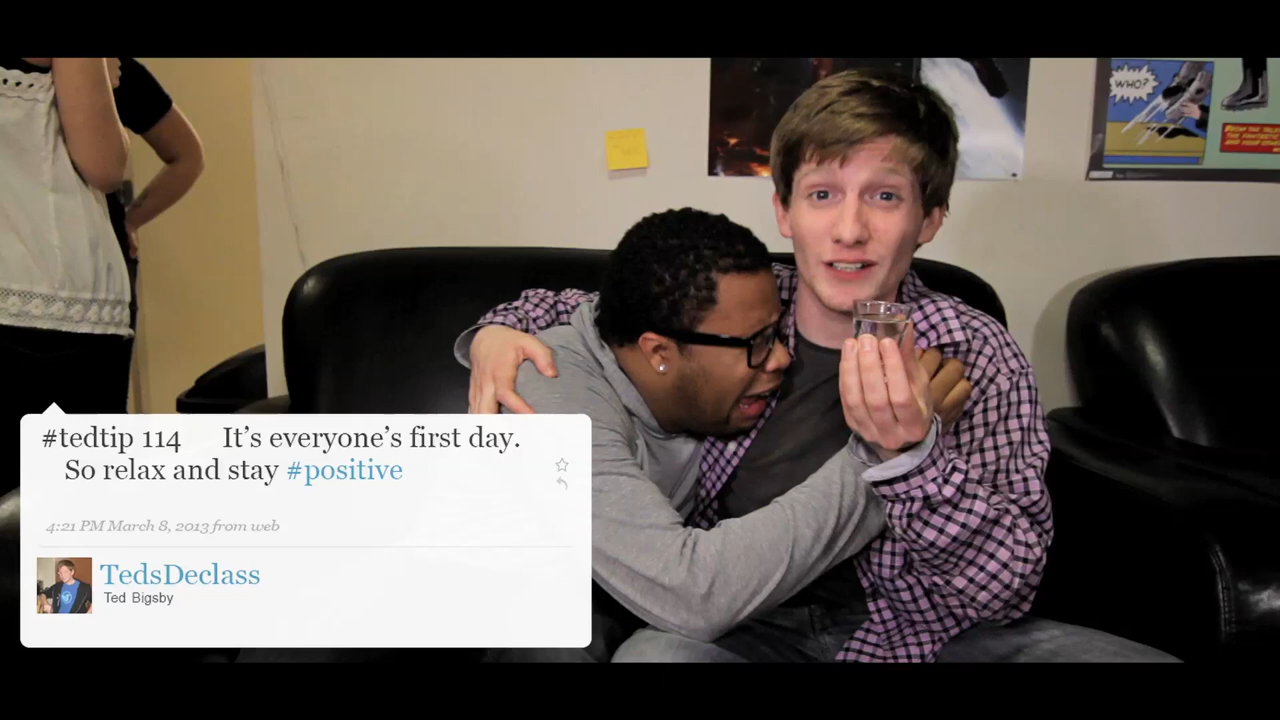 WHO?
#tedtip 114 It's everyone's first day.
So relax and stay #positive
4:21 PM March 8, 2013 from web
TedsDeclass
Ted Bigsby